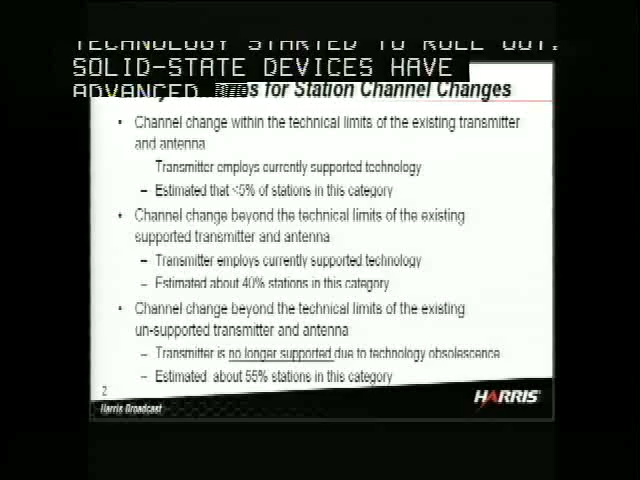 TECHNOLOGY STARTED TO ROLL OUT.
SOLID-STATE DEVICES HAVE
ADVANCED
for Station Channel Changes
• Channel change within the technical limits of the existing transmitter
and antenna
Transmitter employs currently supported technology
– Estimated that <5% of stations in this category
• Channel change beyond the technical limits of the existing
supported transmitter and antenna
– Transmitter employs currently supported technology
– Estimated about 40% stations in this category
• Channel change beyond the technical limits of the existing
un-supported transmitter and antenna
– Transmitter is no longer supported due to technology obsolescence
– Estimated about 55% stations in this category
2
Harris Broadcast
HARRIS